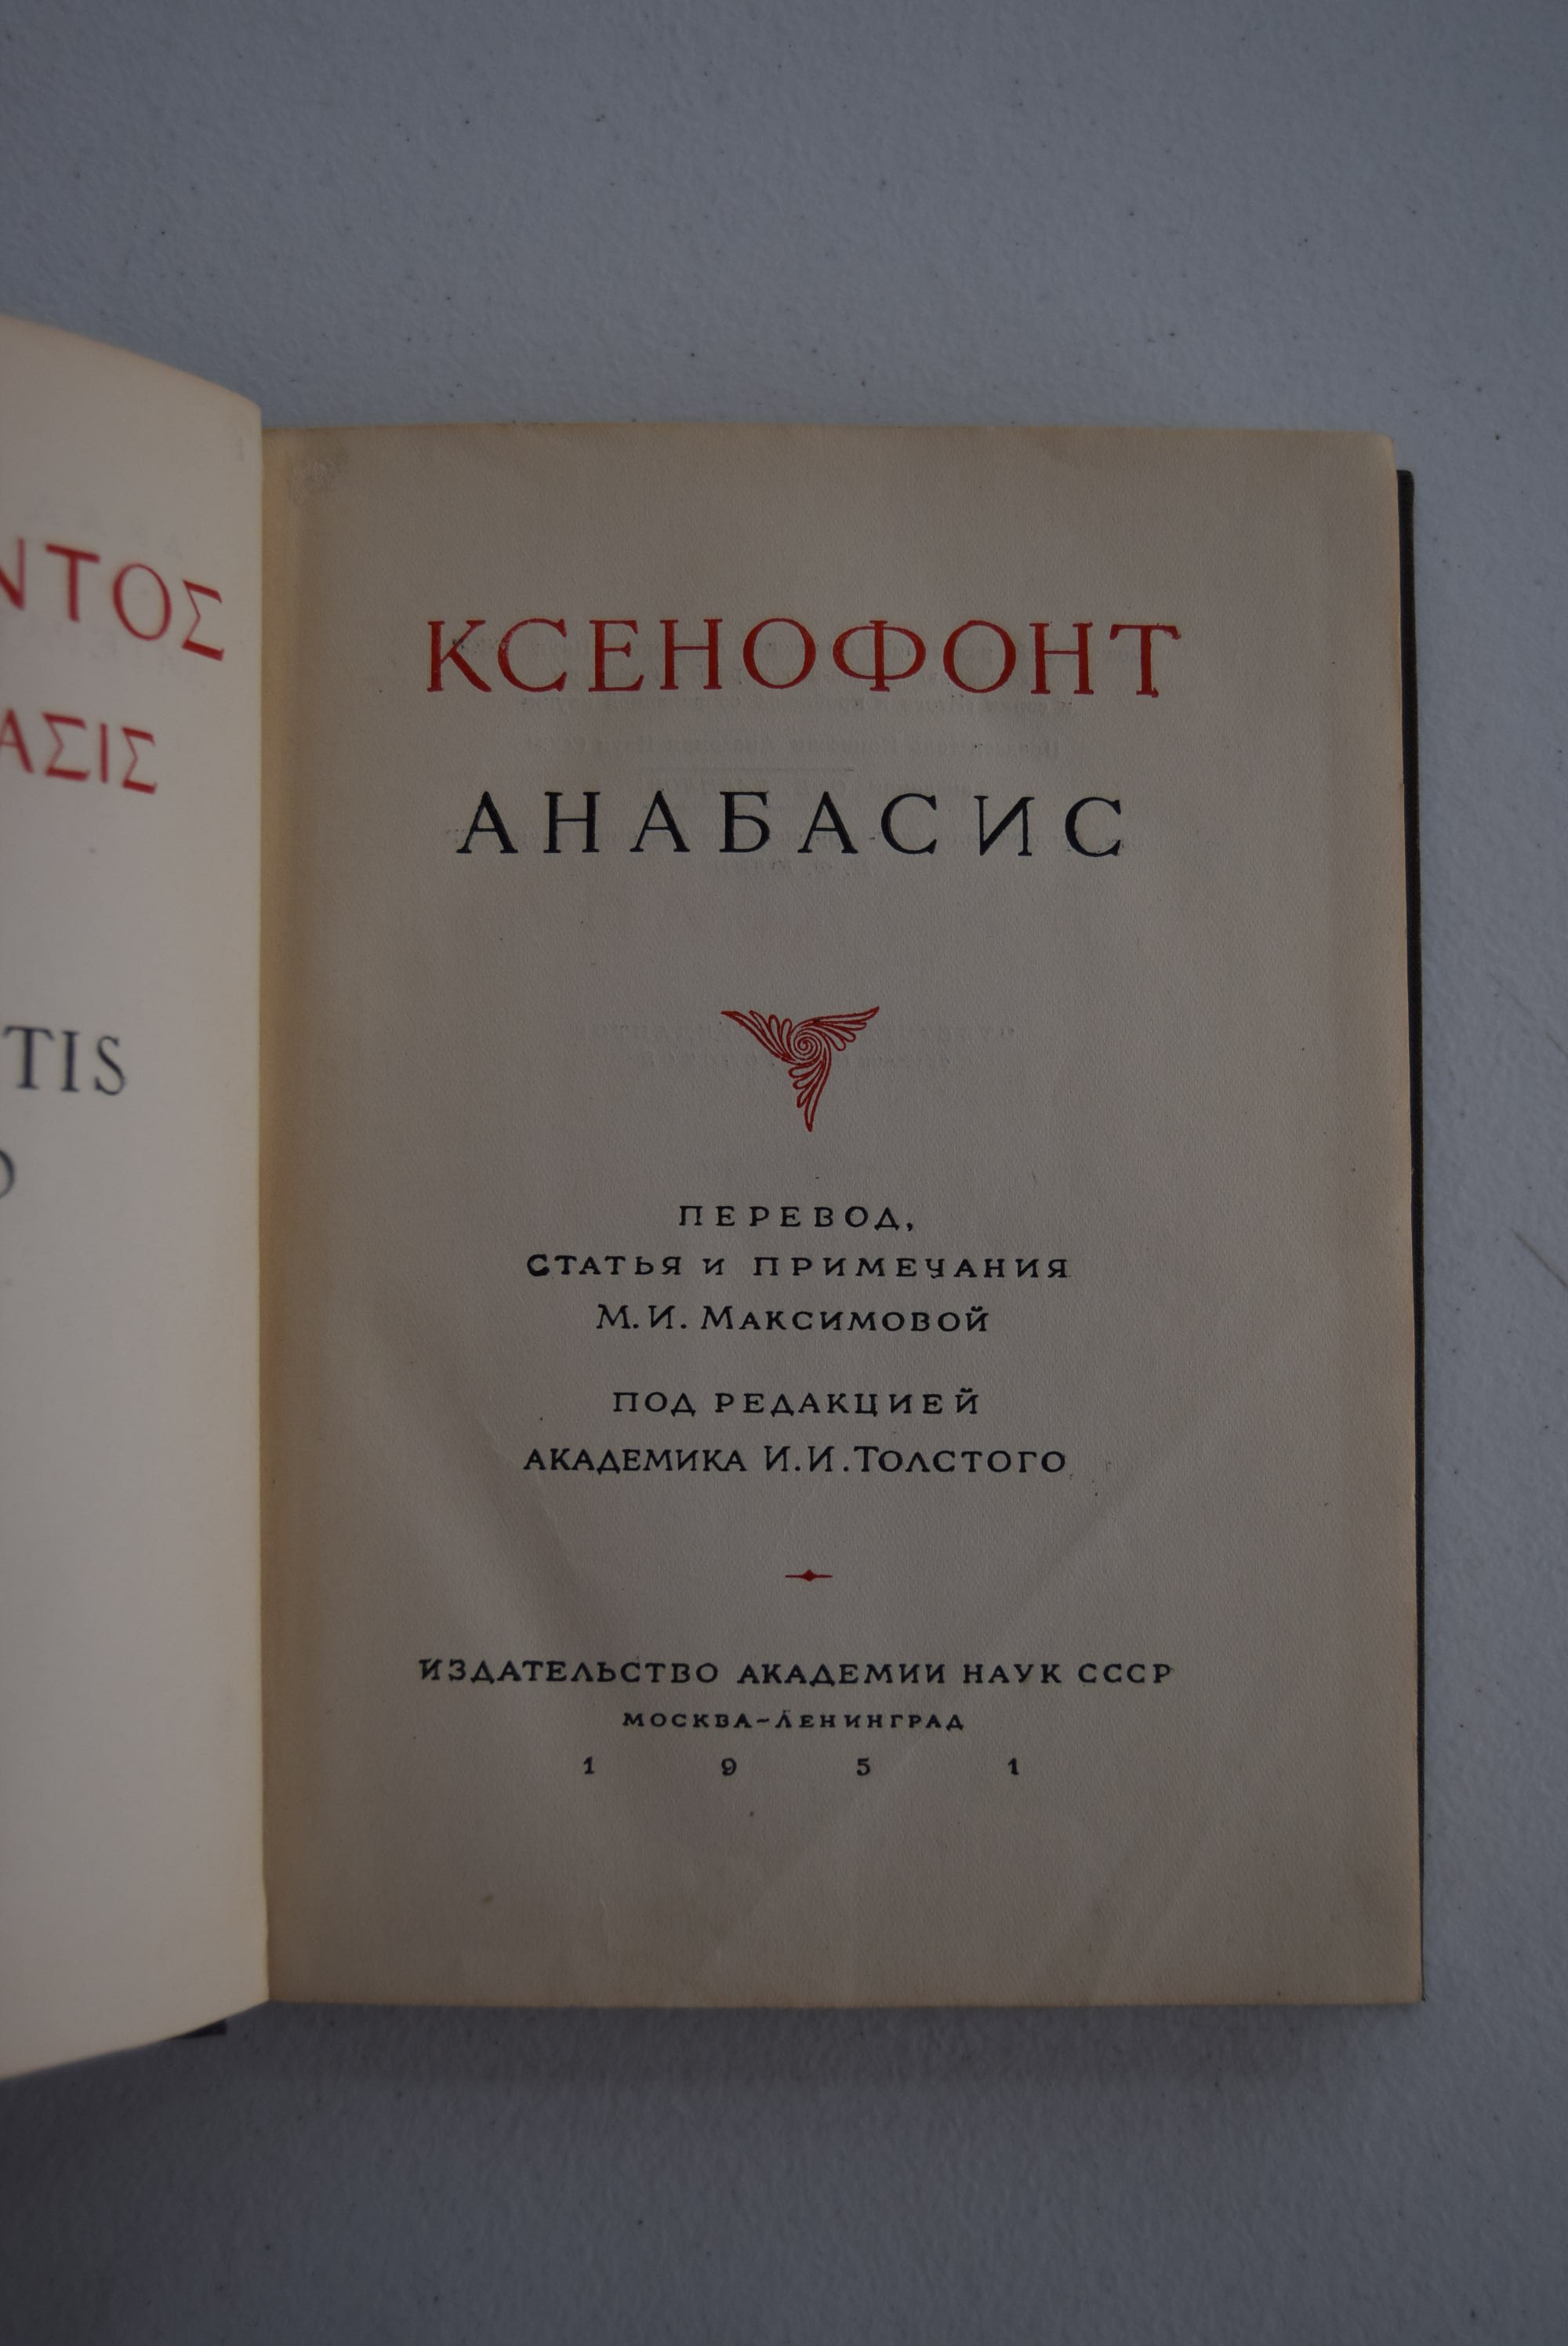 ΝΤΟΣ
ΑΣΙΣ
TIS
КСЕНОФОНТ
АНАБАСИС
ПЕРЕВОД,
СТАТЬЯ И ПРИМЕЧАНИЯ
М. И. МАКСИМОВОЙ
ПОД РЕДАКЦИЕЙ
АКАДЕМИКА И. И. ТОЛСТОГО
ИЗДАТЕЛЬСТВО АКАДЕМИИ НАУК СССР
МОСКВА-ЛЕНИНГРАД
1 9 5 1